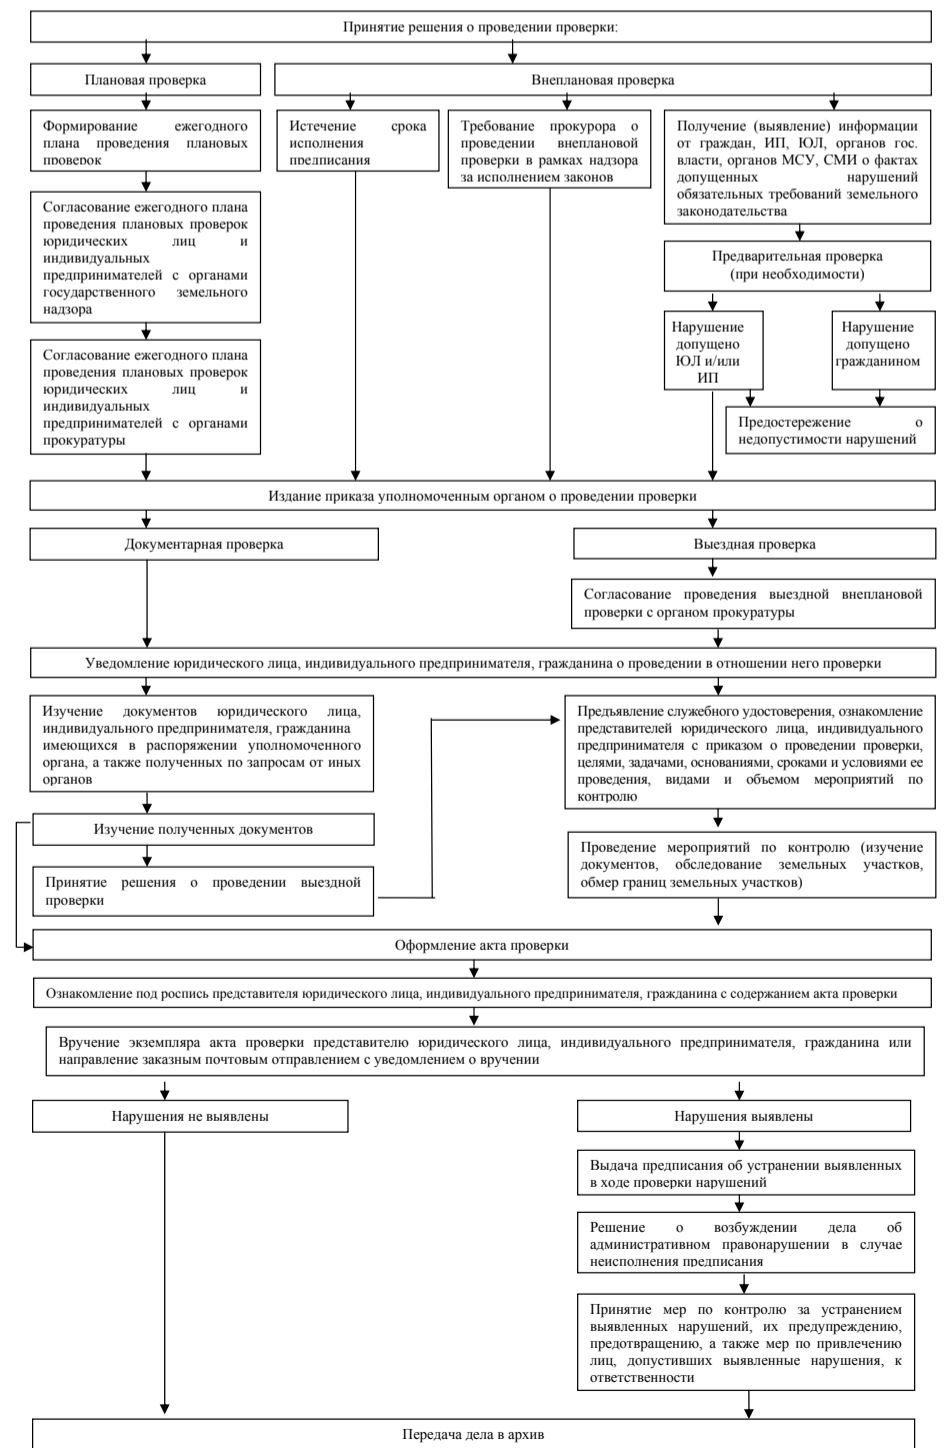 Принятие решения о проведении проверки:
Плановая проверка
Внеплановая проверка
Формирование ежегодного
плана проведения плановых
проверок
Истечение срока
исполнения
предписания
Требование прокурора о
проведении внеплановой
проверки в рамках надзора
за исполнением законов
Получение (выявление) информации
от граждан, ИП, ЮЛ, органов гос.
власти, органов МСУ, СМИ о фактах
допущенных нарушений
обязательных требований земельного
законодательства
Согласование ежегодного плана
проведения плановых проверок
юридических лиц и
индивидуальных
предпринимателей с органами
государственного земельного
надзора
Предварительная проверка
(при необходимости)
Нарушение
допущено
ЮЛ и/или
ИП
Нарушение
допущено
гражданином
Согласование ежегодного плана
проведения плановых проверок
юридических лиц и
индивидуальных
предпринимателей с органами
прокуратуры
Предостережение о
недопустимости нарушений
Издание приказа уполномоченным органом о проведении проверки
Документарная проверка
Выездная проверка
Согласование проведения выездной внеплановой
проверки с органом прокуратуры
Уведомление юридического лица, индивидуального предпринимателя, гражданина о проведении в отношении него проверки
Изучение документов юридического лица,
индивидуального предпринимателя, гражданина
имеющихся в распоряжении уполномоченного
органа, а также полученных по запросам от иных
органов
Предъявление служебного удостоверения, ознакомление
представителей юридического лица, индивидуального
предпринимателя с приказом о проведении проверки,
целями, задачами, основаниями, сроками и условиями ее
проведения, видами и объемом мероприятий по
контролю
Изучение полученных документов
Принятие решения о проведении выездной
проверки
Проведение мероприятий по контролю (изучение
документов, обследование земельных участков,
обмер границ земельных участков)
Оформление акта проверки
Ознакомление под роспись представителя юридического лица, индивидуального предпринимателя, гражданина с содержанием акта проверки
Вручение экземпляра акта проверки представителю юридического лица, индивидуального предпринимателя, гражданина или
направление заказным почтовым отправлением с уведомлением о вручении
Нарушения не выявлены
Нарушения выявлены
Выдача предписания об устранении выявленных
в ходе проверки нарушений
Решение о возбуждении дела об
административном правонарушении в случае
неисполнения предписания
Принятие мер по контролю за устранением
выявленных нарушений, их предупреждению,
предотвращению, а также мер по привлечению
лиц, допустивших выявленные нарушения, к
ответственности
Передача дела в архив